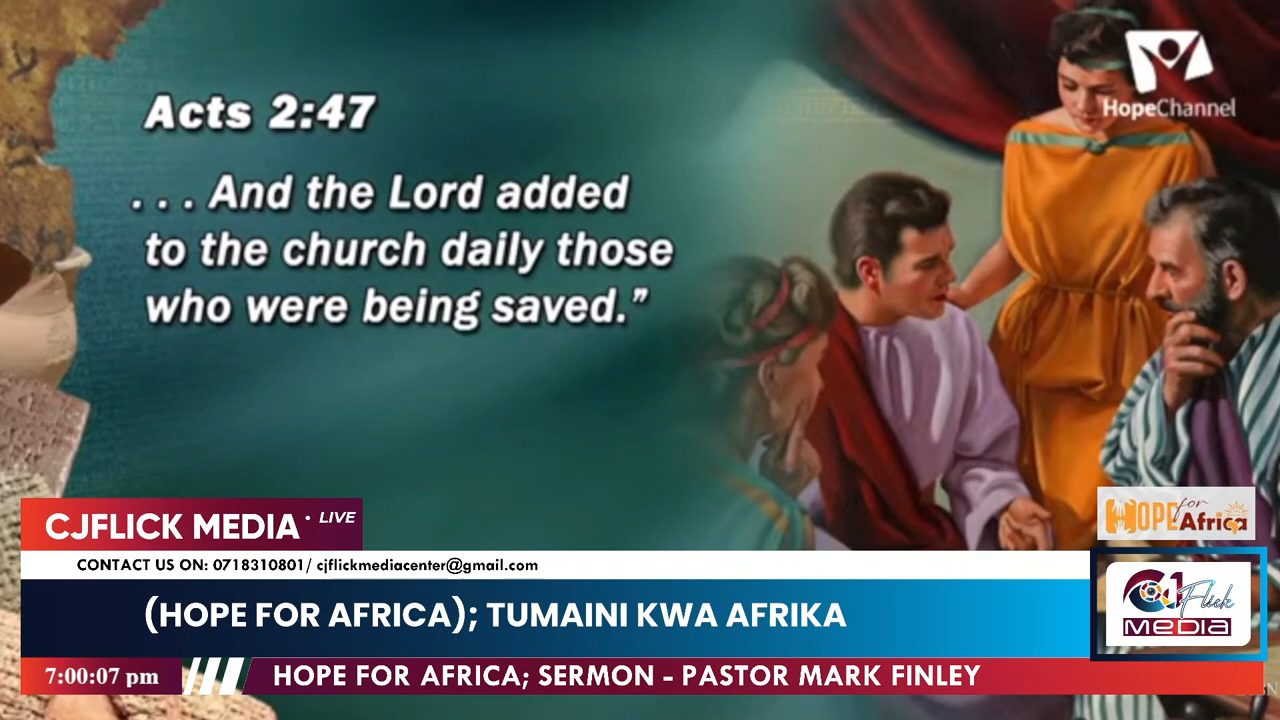 Acts 2:47
HopeChannel
. . . And the Lord added
to the church daily those
who were being saved.”
CJFLICK MEDIA • LIVE
HOPE for Africa
CONTACT US ON: 0718310801/ cjflickmediacenter@gmail.com
Flick
MEDIA
(HOPE FOR AFRICA); TUMAINI KWA AFRIKA
7:00:07 pm
HOPE FOR AFRICA; SERMON - PASTOR MARK FINLEY